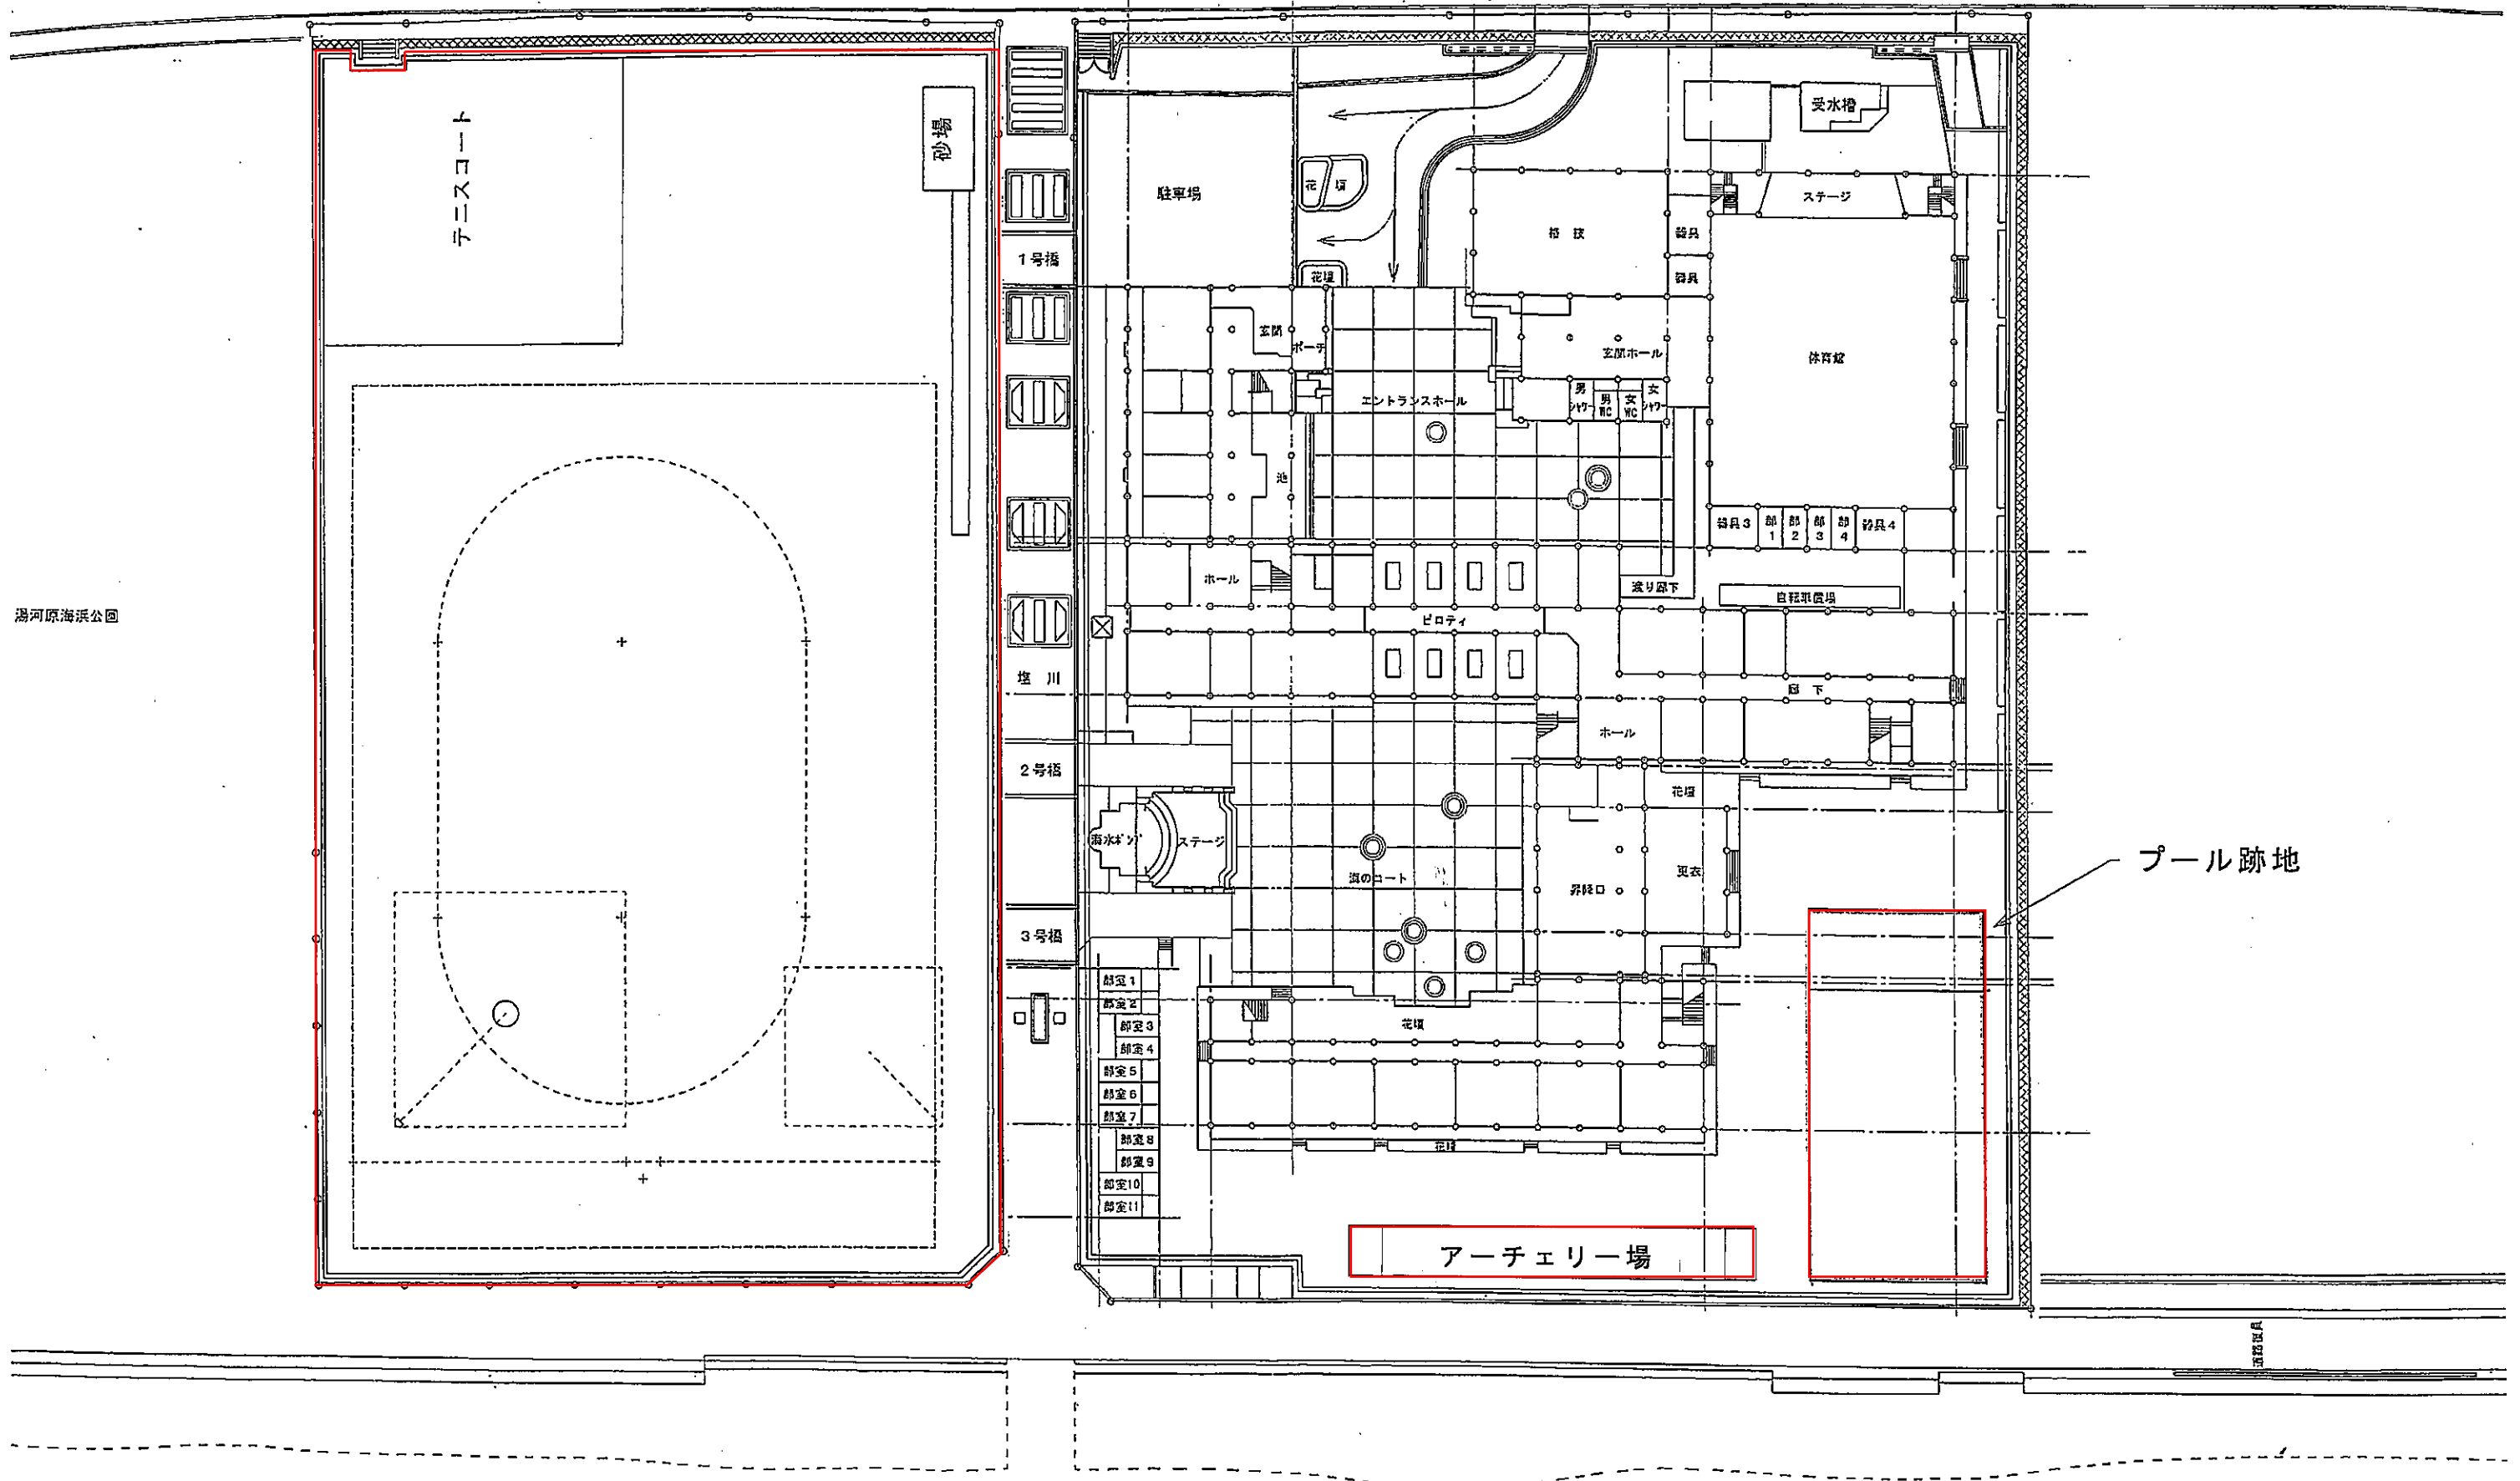 テニスコート
砂場
駐車場
花壇
受水槽
ステージ
格技
器具
器具
1号橋
花壇
玄関
ポーチ
玄関ホール
体育館
エントランスホール
男
シャワー
男
WC
女
WC
女
シャワー
池
器具3
部
1
部
2
部
3
部
4
器具4
ホール
渡り廊下
自転車置場
湯河原海浜公園
ピロティ
塩川
廊下
ホール
2号橋
花壇
海水ポンプ
ステージ
プール跡地
海のコート
更衣
昇降口
3号橋
部室1
部室2
部室3
部室4
部室5
部室6
部室7
部室8
部室9
部室10
部室11
花壇
花壇
アーチェリー場